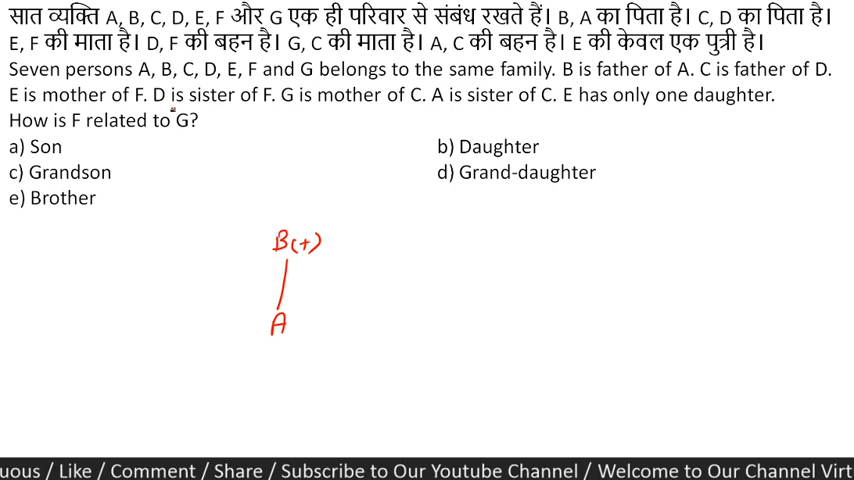 सात व्यक्ति A, B, C, D, E, F और G एक ही परिवार से संबंध रखते हैं। B, A का पिता है। C, D का पिता है।
E, F की माता है। D, F की बहन है। G, C की माता है। A, C की बहन है। E की केवल एक पुत्री है।
Seven persons A, B, C, D, E, F and G belongs to the same family. B is father of A. C is father of D.
E is mother of F. D is sister of F. G is mother of C. A is sister of C. E has only one daughter.
How is F related to G?
a) Son b) Daughter
c) Grandson d) Grand-daughter
e) Brother
B(+)
A
uous / Like / Comment / Share / Subscribe to Our Youtube Channel / Welcome to Our Channel Virt